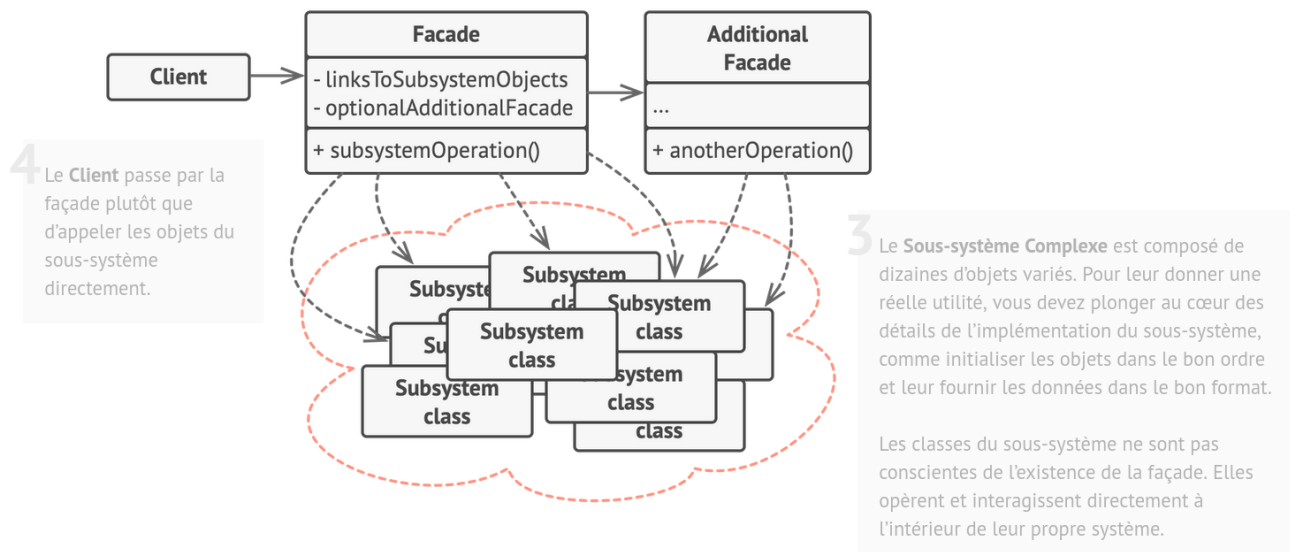 Facade
- linksToSubsystemObjects
- optionalAdditionalFacade
+ subsystemOperation()
Additional
Facade
...
+ anotherOperation()
Client
4
Le Client passe par la
façade plutôt que
d'appeler les objets du
sous-système
directement.
3
Le Sous-système Complexe est composé de
dizaines d'objets variés. Pour leur donner une
réelle utilité, vous devez plonger au cœur des
détails de l'implémentation du sous-système,
comme initialiser les objets dans le bon ordre
et leur fournir les données dans le bon format.
Les classes du sous-système ne sont pas
conscientes de l'existence de la façade. Elles
opèrent et interagissent directement à
l'intérieur de leur propre système.
Subsystem
Subsystem
class
Subsystem
class
Subsystem
class
class
class